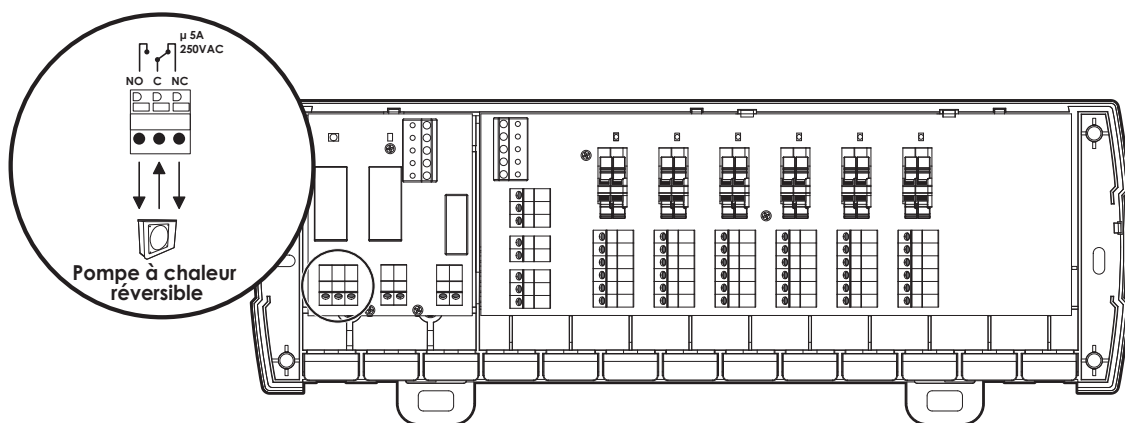 µ 5A
250VAC
NO C NC
Pompe à chaleur
réversible